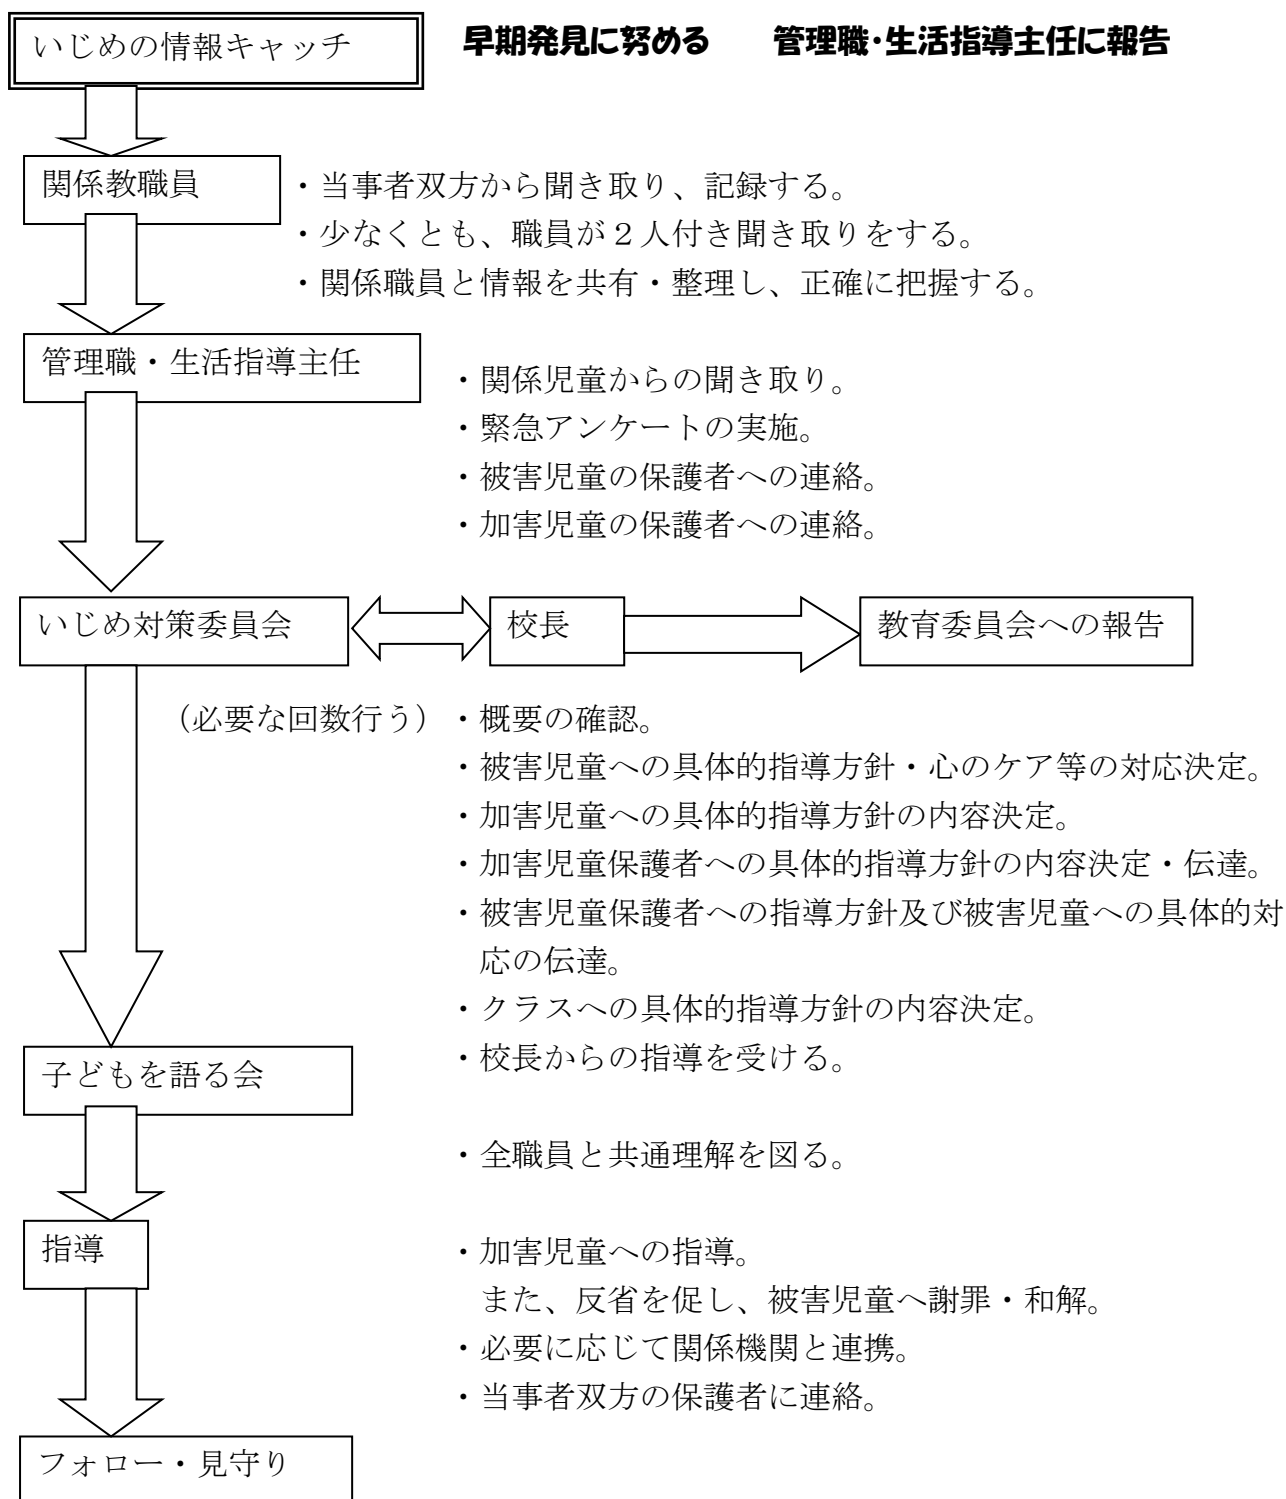 いじめの情報キャッチ　早期発見に努める　管理職・生活指導主任に報告
関係教職員
・当事者双方から聞き取り、記録する。
・少なくとも、職員が２人付き聞き取りをする。
・関係職員と情報を共有・整理し、正確に把握する。
管理職・生活指導主任
・関係児童からの聞き取り。
・緊急アンケートの実施。
・被害児童の保護者への連絡。
・加害児童の保護者への連絡。
いじめ対策委員会　校長　教育委員会への報告
（必要な回数行う）・概要の確認。
・被害児童への具体的指導方針・心のケア等の対応決定。
・加害児童への具体的指導方針の内容決定。
・加害児童保護者への具体的指導方針の内容決定・伝達。
・被害児童保護者への指導方針及び被害児童への具体的対
応の伝達。
・クラスへの具体的指導方針の内容決定。
・校長からの指導を受ける。
子どもを語る会
・全職員と共通理解を図る。
指導
・加害児童への指導。
また、反省を促し、被害児童へ謝罪・和解。
・必要に応じて関係機関と連携。
・当事者双方の保護者に連絡。
フォロー・見守り